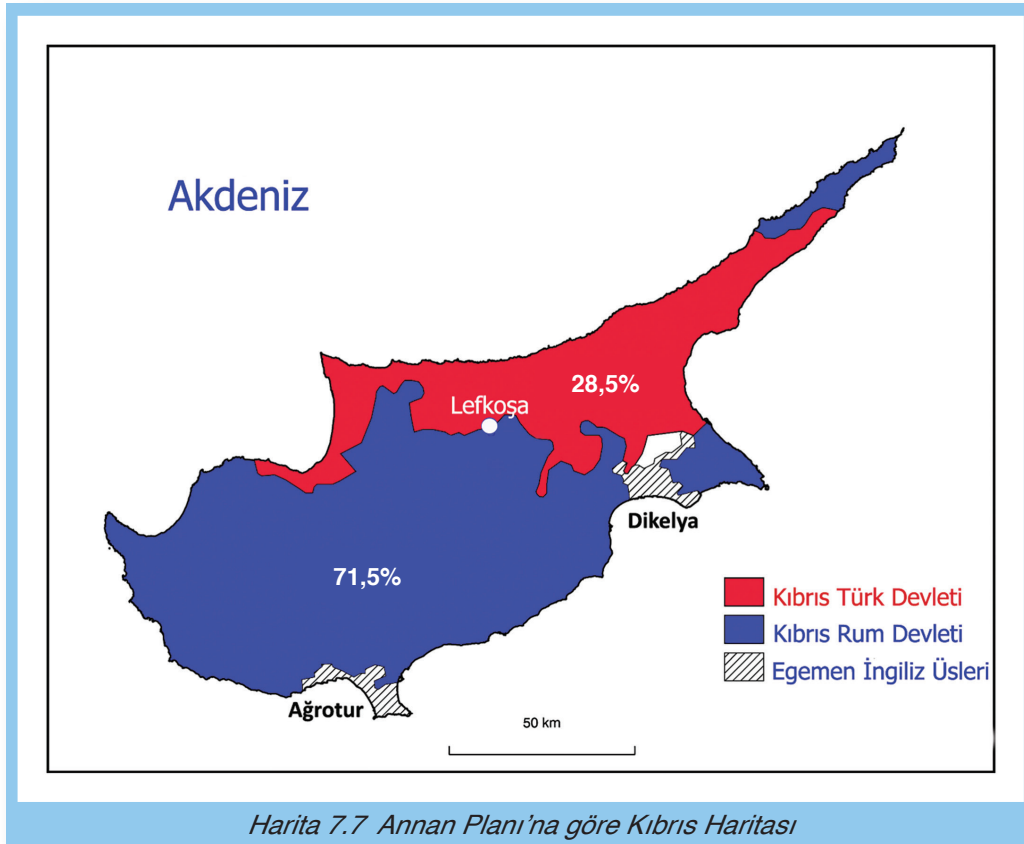 Akdeniz
28,5%
Lefkoşa
Dikelya
71,5%
Kıbrıs Türk Devleti
Kıbrıs Rum Devleti
Egemen İngiliz Üsleri
Ağrotur
50 km
Harita 7.7 Annan Planı’na göre Kıbrıs Haritası